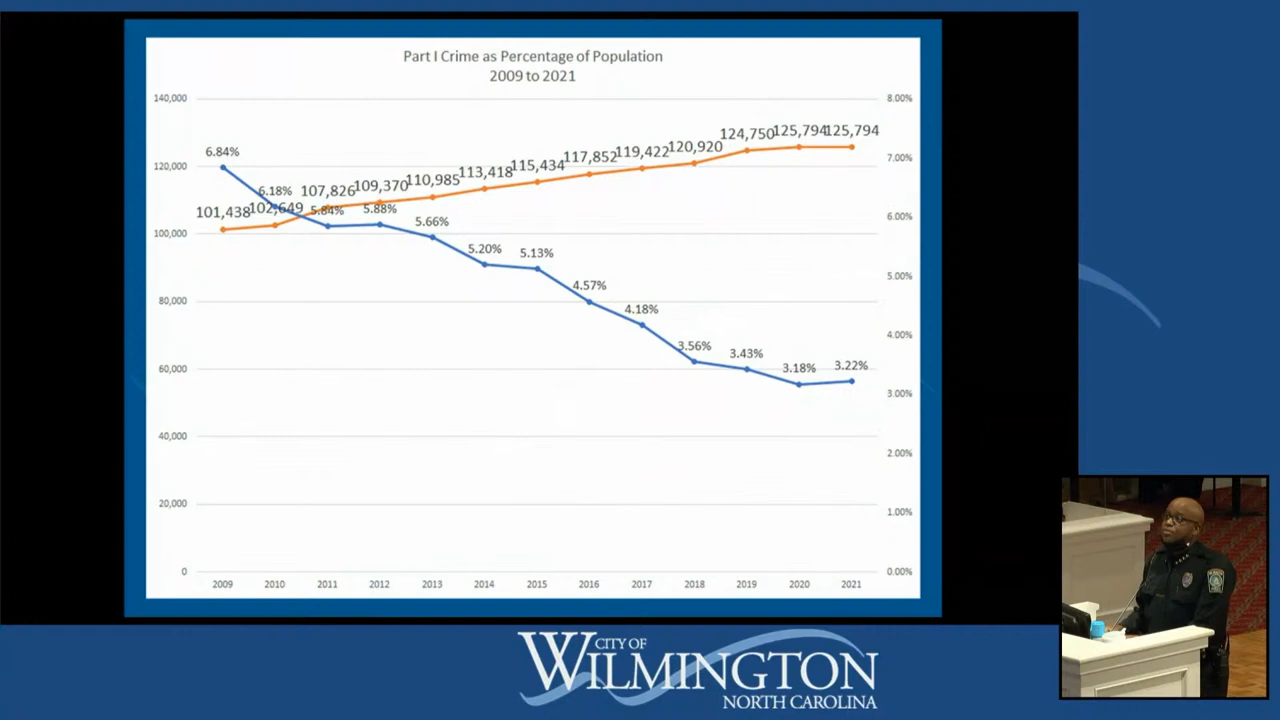 Part I Crime as Percentage of Population
2009 to 2021
140,000
120,000
100,000
80,000
60,000
40,000
20,000
0
8.00%
7.00%
6.00%
5.00%
4.00%
3.00%
2.00%
1.00%
0.00%
101,438 102,649 107,826 109,370 110,985 113,418 115,434 117,852 119,422 120,920 124,750 125,794 125,794
6.84% 6.18% 5.84% 5.88% 5.66% 5.20% 5.13% 4.57% 4.18% 3.56% 3.43% 3.18% 3.22%
2009 2010 2011 2012 2013 2014 2015 2016 2017 2018 2019 2020 2021
CITY OF
WILMINGTON
NORTH CAROLINA